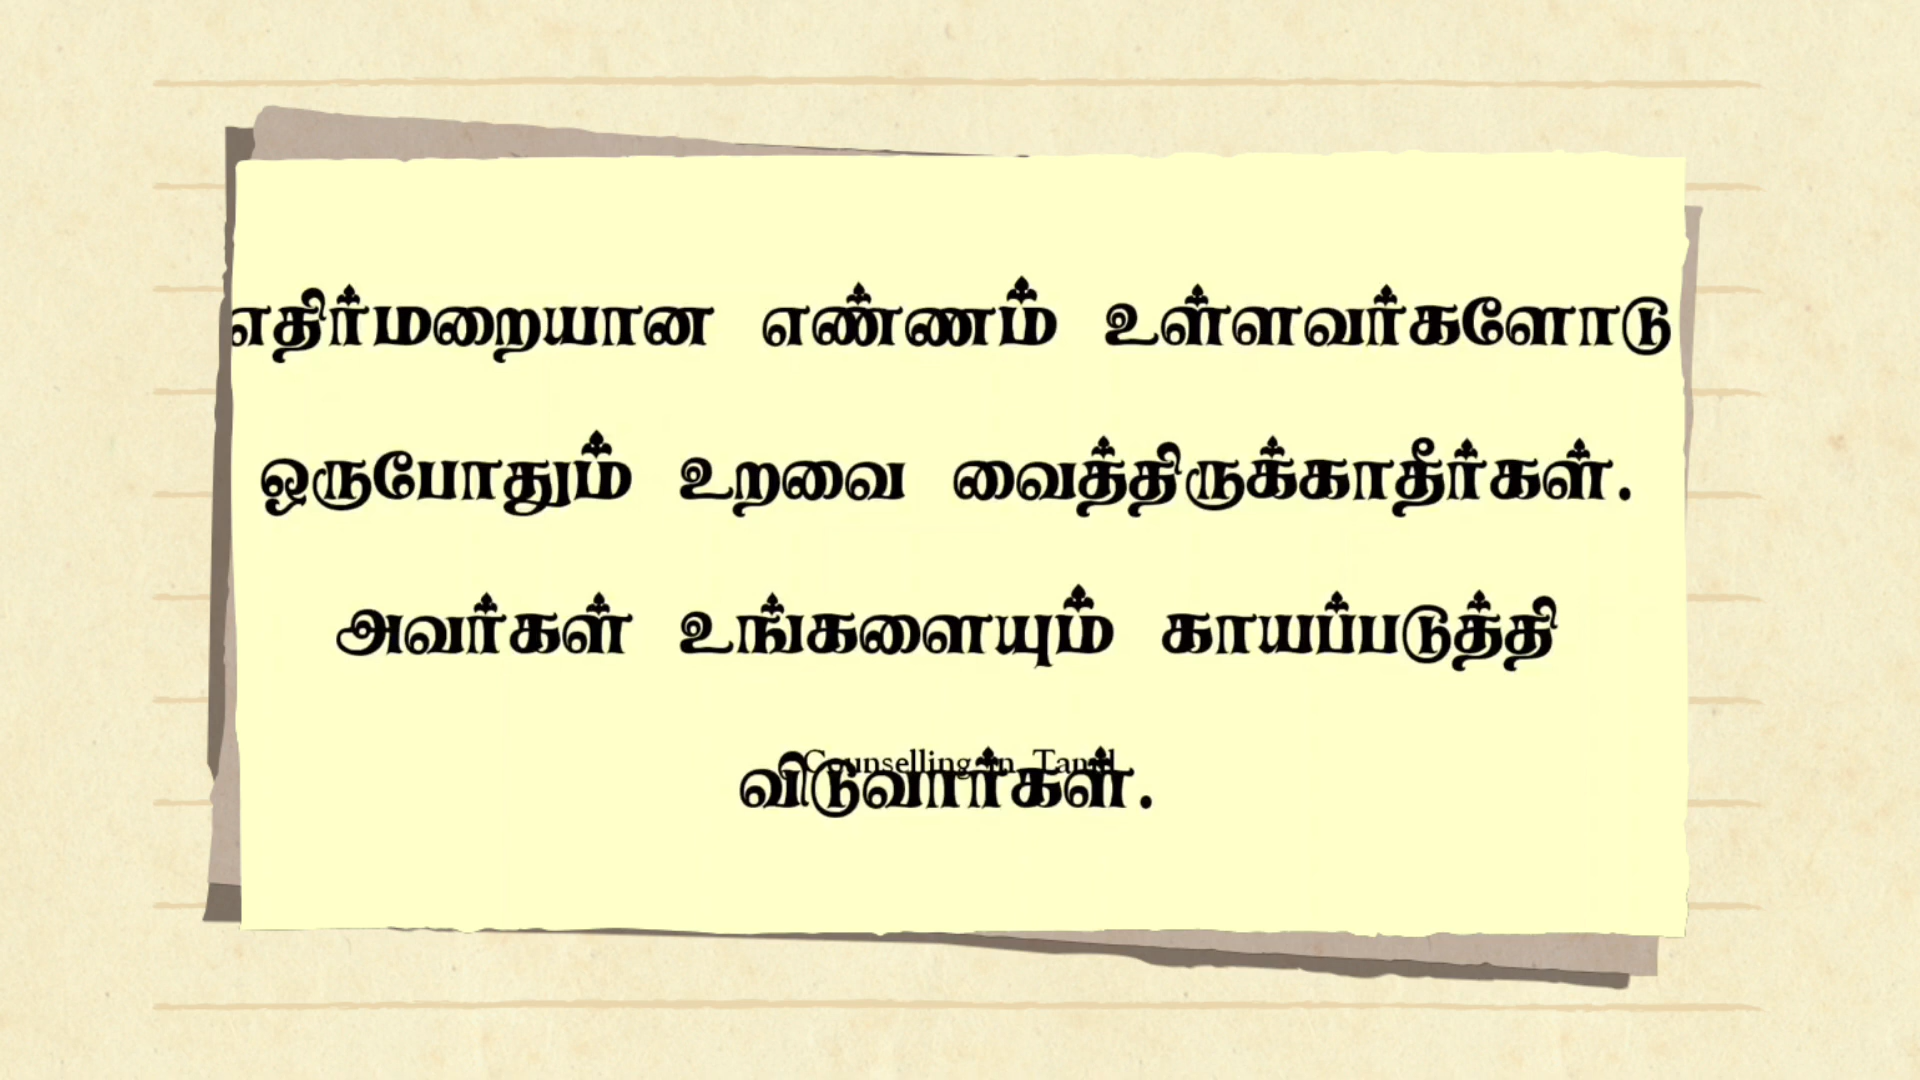 எதிர்மறையான எண்ணம் உள்ளவர்களோடு
ஒருபோதும் உறவை வைத்திருக்காதீர்கள்.
அவர்கள் உங்களையும் காயப்படுத்தி
Counselling in Tamil
விடுவார்கள்.